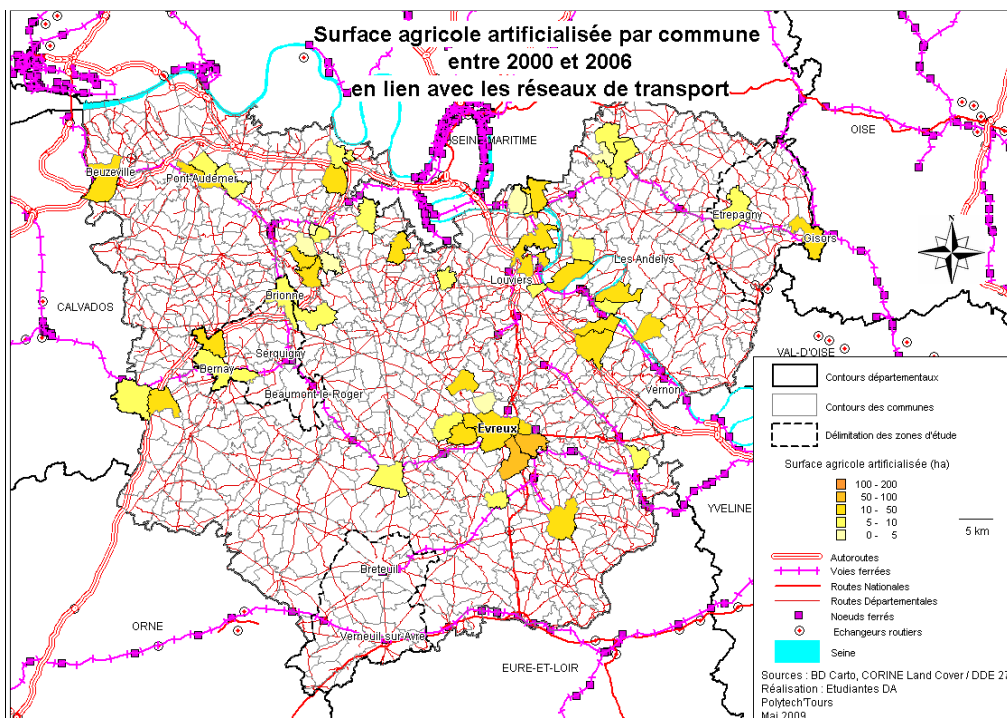 Surface agricole artificialisée par commune
entre 2000 et 2006
en lien avec les réseaux de transport
SEINE MARITIME
OISE
Beuzeville
Pont-Audemer
Etrepagny
Gisors
Les Andelys
Louviers
CALVADOS
Brionne
VAL-D'OISE
Serquigny
Bernay
Beaumont-le-Roger
Vernon
Évreux
YVELINE
Breteuil
ORNE
Verneuil-sur-Avre
EURE-ET-LOIR
Contours départementaux
Contours des communes
Délimitation des zones d'étude
Surface agricole artificialisée (ha)
100 - 200
50 - 100
10 - 50
5 - 10
0 - 5
5 km
Autoroutes
Voies ferrées
Routes Nationales
Routes Départementales
Noeuds ferrés
Echangeurs routiers
Seine
Sources : BD Carto, CORINE Land Cover / DDE 27
Réalisation : Etudiantes DA
Polytech'Tours
Mai 2009